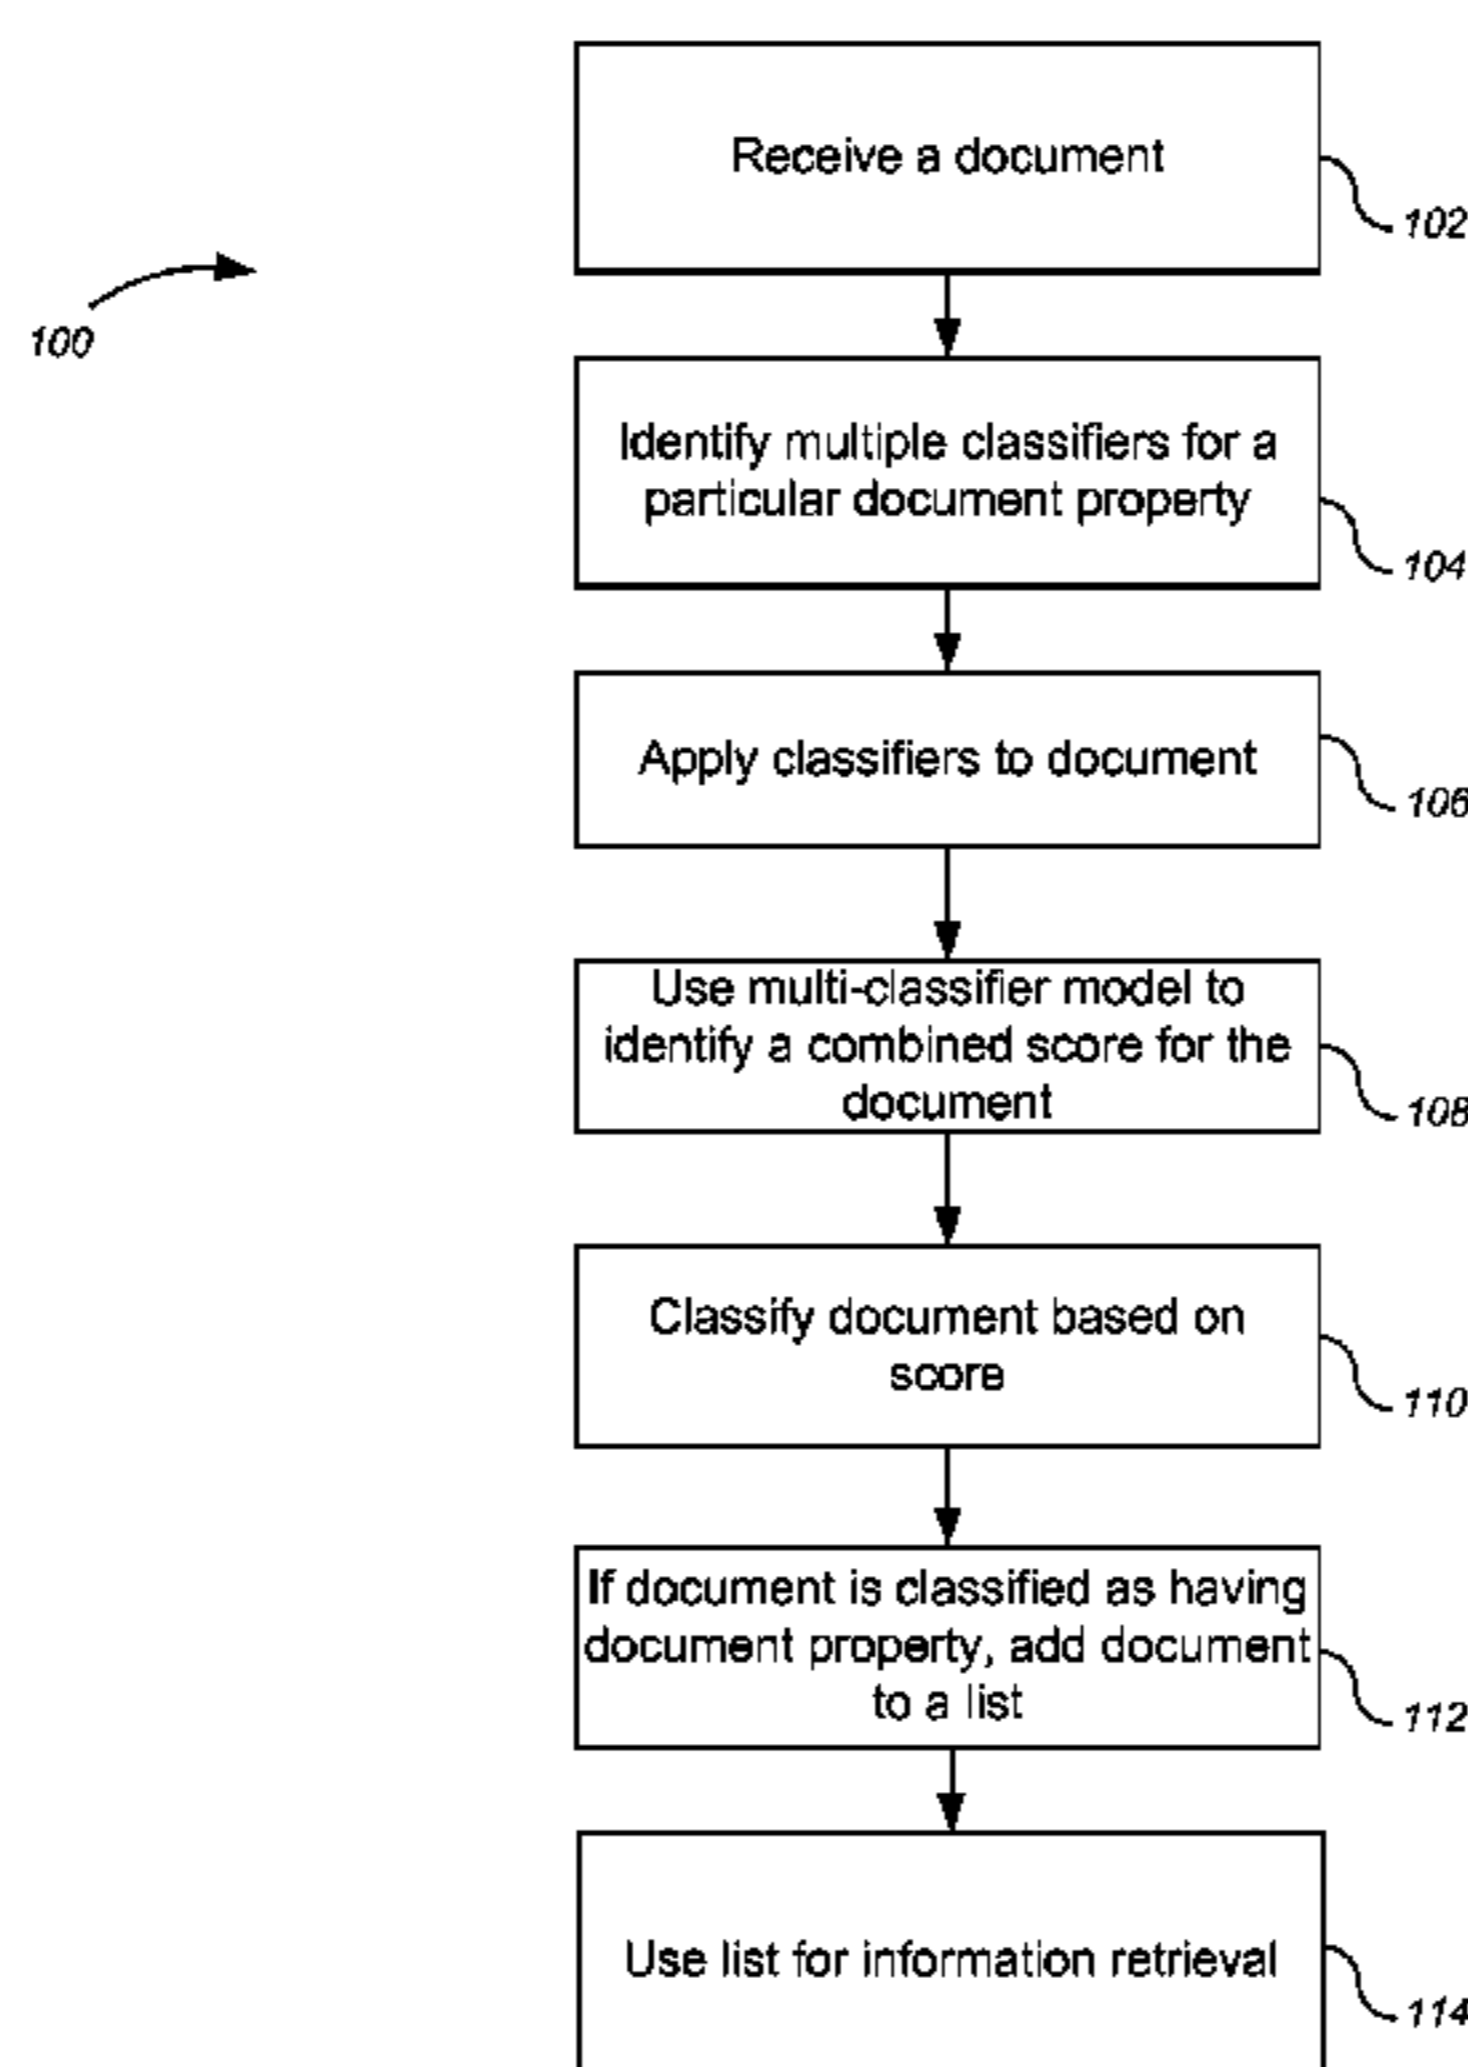 Receive a document
102
100
Identify multiple classifiers for a
particular document property
104
Apply classifiers to document
106
Use multi-classifier model to
identify a combined score for the
document
108
Classify document based on
score
110
If document is classified as having
document property, add document
to a list
112
Use list for information retrieval
114